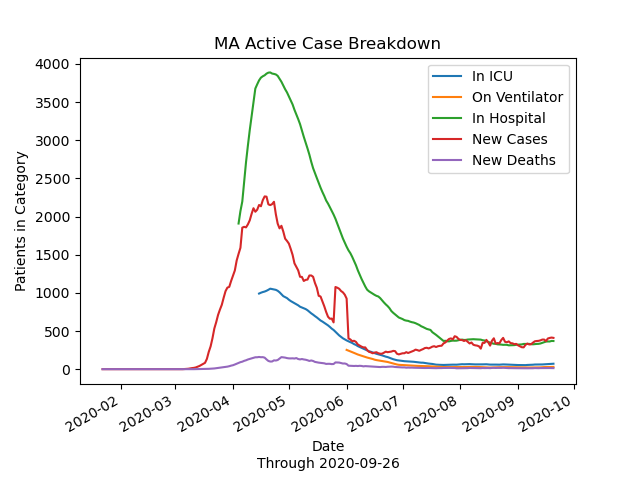 MA Active Case Breakdown
In ICU
On Ventilator
In Hospital
New Cases
New Deaths
Patients in Category
4000
3500
3000
2500
2000
1500
1000
500
0
2020-02
2020-03
2020-04
2020-05
2020-06
2020-07
2020-08
2020-09
2020-10
Date
Through 2020-09-26